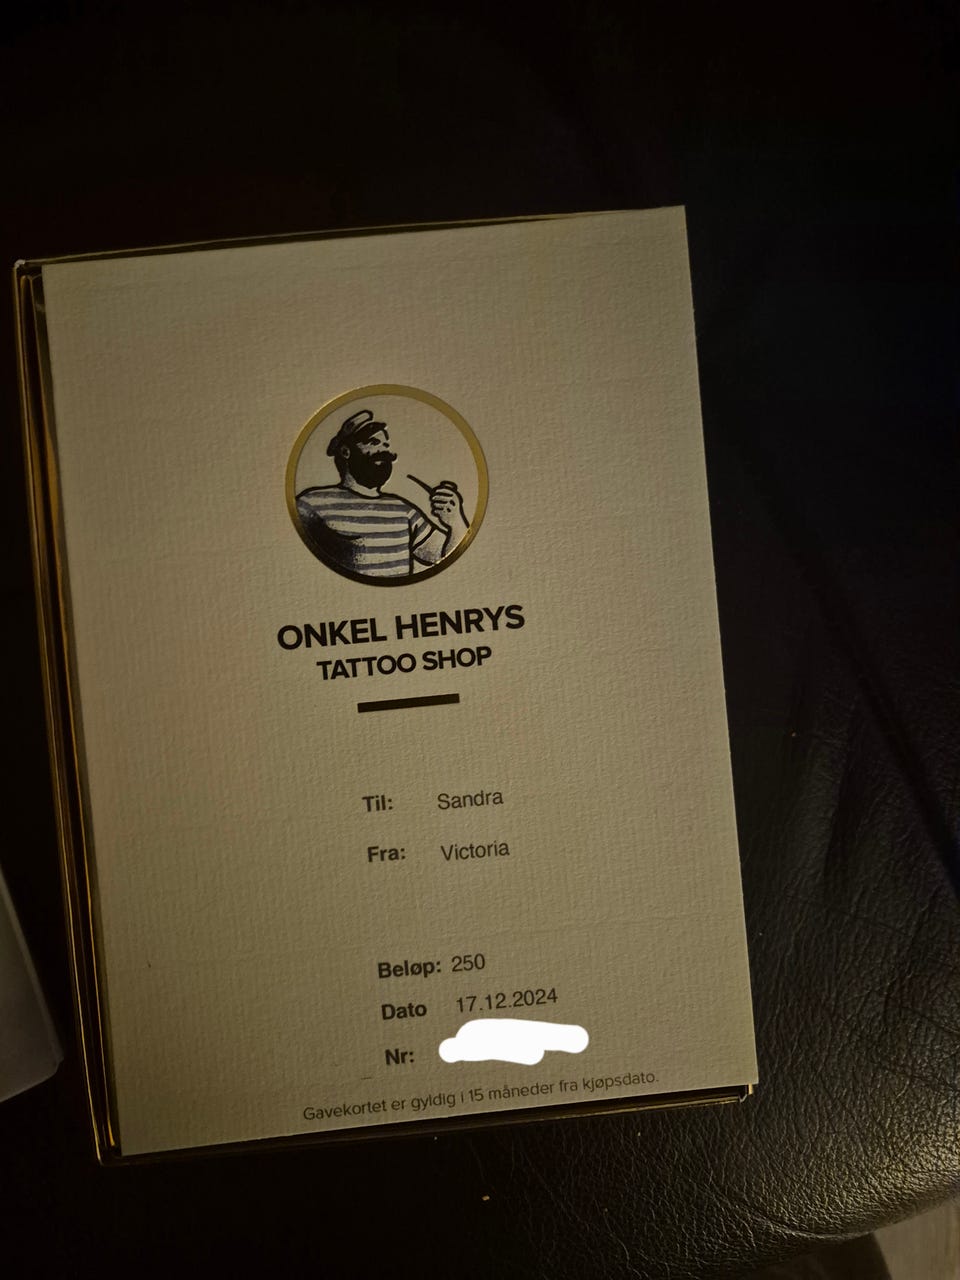 ONKEL HENRYS
TATTOO SHOP
Til: Sandra
Fra: Victoria
Beløp: 250
Dato 17.12.2024
Nr:
Gavekortet er gyldig i 15 måneder fra kjøpsdato.